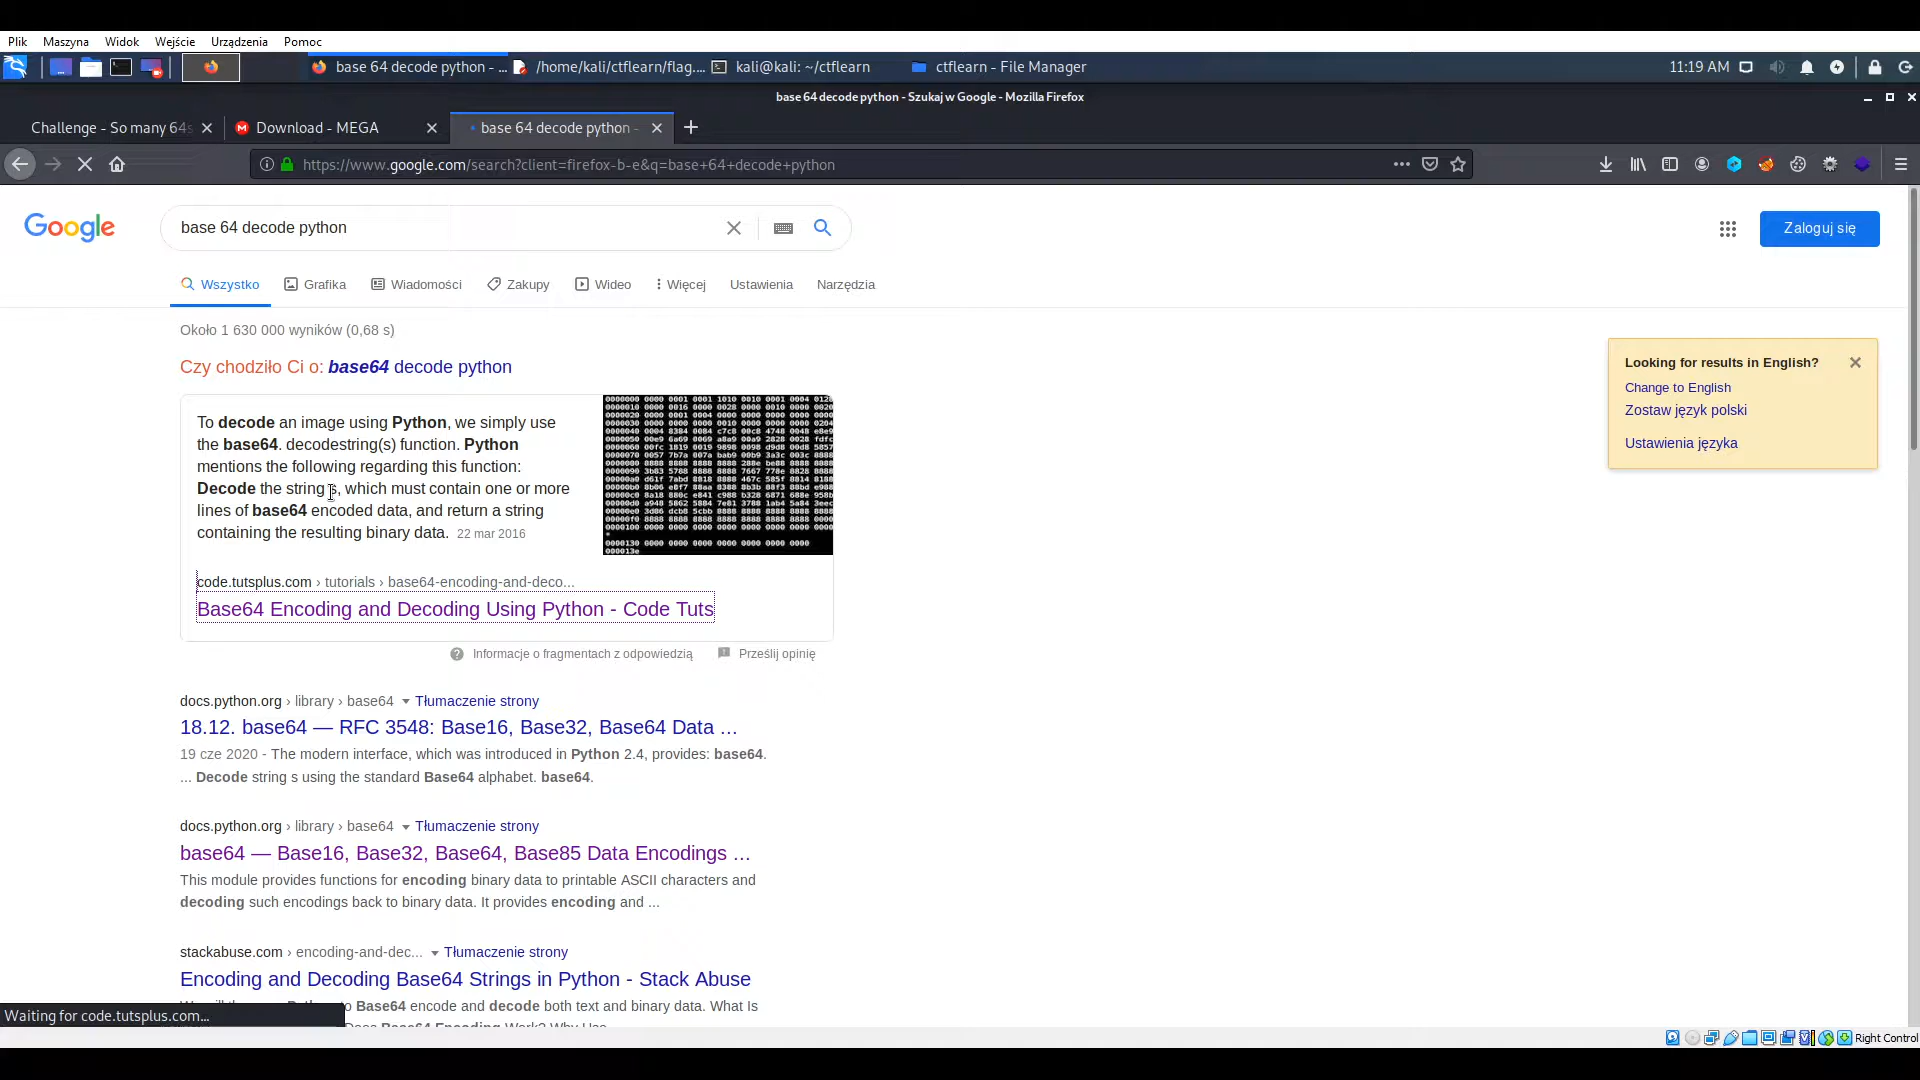 Plik Maszyna Widok Wejście Urządzenia Pomoc
base 64 decode python - ... /home/kali/ctflearn/flag.... kali@kali: ~/ctflearn ctflearn - File Manager 11:19 AM
base 64 decode python - Szukaj w Google - Mozilla Firefox
Challenge - So many 64s Download - MEGA base 64 decode python -
https://www.google.com/search?client=firefox-b-e&q=base+64+decode+python
Google base 64 decode python Zaloguj się
Wszystko Grafika Wiadomości Zakupy Wideo Więcej Ustawienia Narzędzia
Około 1 630 000 wyników (0,68 s)
Czy chodziło Ci o: base64 decode python
Looking for results in English?
Change to English
Zostaw język polski
Ustawienia języka
To decode an image using Python, we simply use
the base64. decodestring(s) function. Python
mentions the following regarding this function:
Decode the string s, which must contain one or more
lines of base64 encoded data, and return a string
containing the resulting binary data. 22 mar 2016
code.tutsplus.com › tutorials › base64-encoding-and-deco...
Base64 Encoding and Decoding Using Python - Code Tuts
Informacje o fragmentach z odpowiedzią Prześlij opinię
docs.python.org › library › base64 Tłumaczenie strony
18.12. base64 — RFC 3548: Base16, Base32, Base64 Data ...
19 cze 2020 - The modern interface, which was introduced in Python 2.4, provides: base64.
... Decode string s using the standard Base64 alphabet. base64.
docs.python.org › library › base64 Tłumaczenie strony
base64 — Base16, Base32, Base64, Base85 Data Encodings ...
This module provides functions for encoding binary data to printable ASCII characters and
decoding such encodings back to binary data. It provides encoding and ...
stackabuse.com › encoding-and-dec... Tłumaczenie strony
Encoding and Decoding Base64 Strings in Python - Stack Abuse
to Base64 encode and decode both text and binary data. What Is
Waiting for code.tutsplus.com...
Right Control